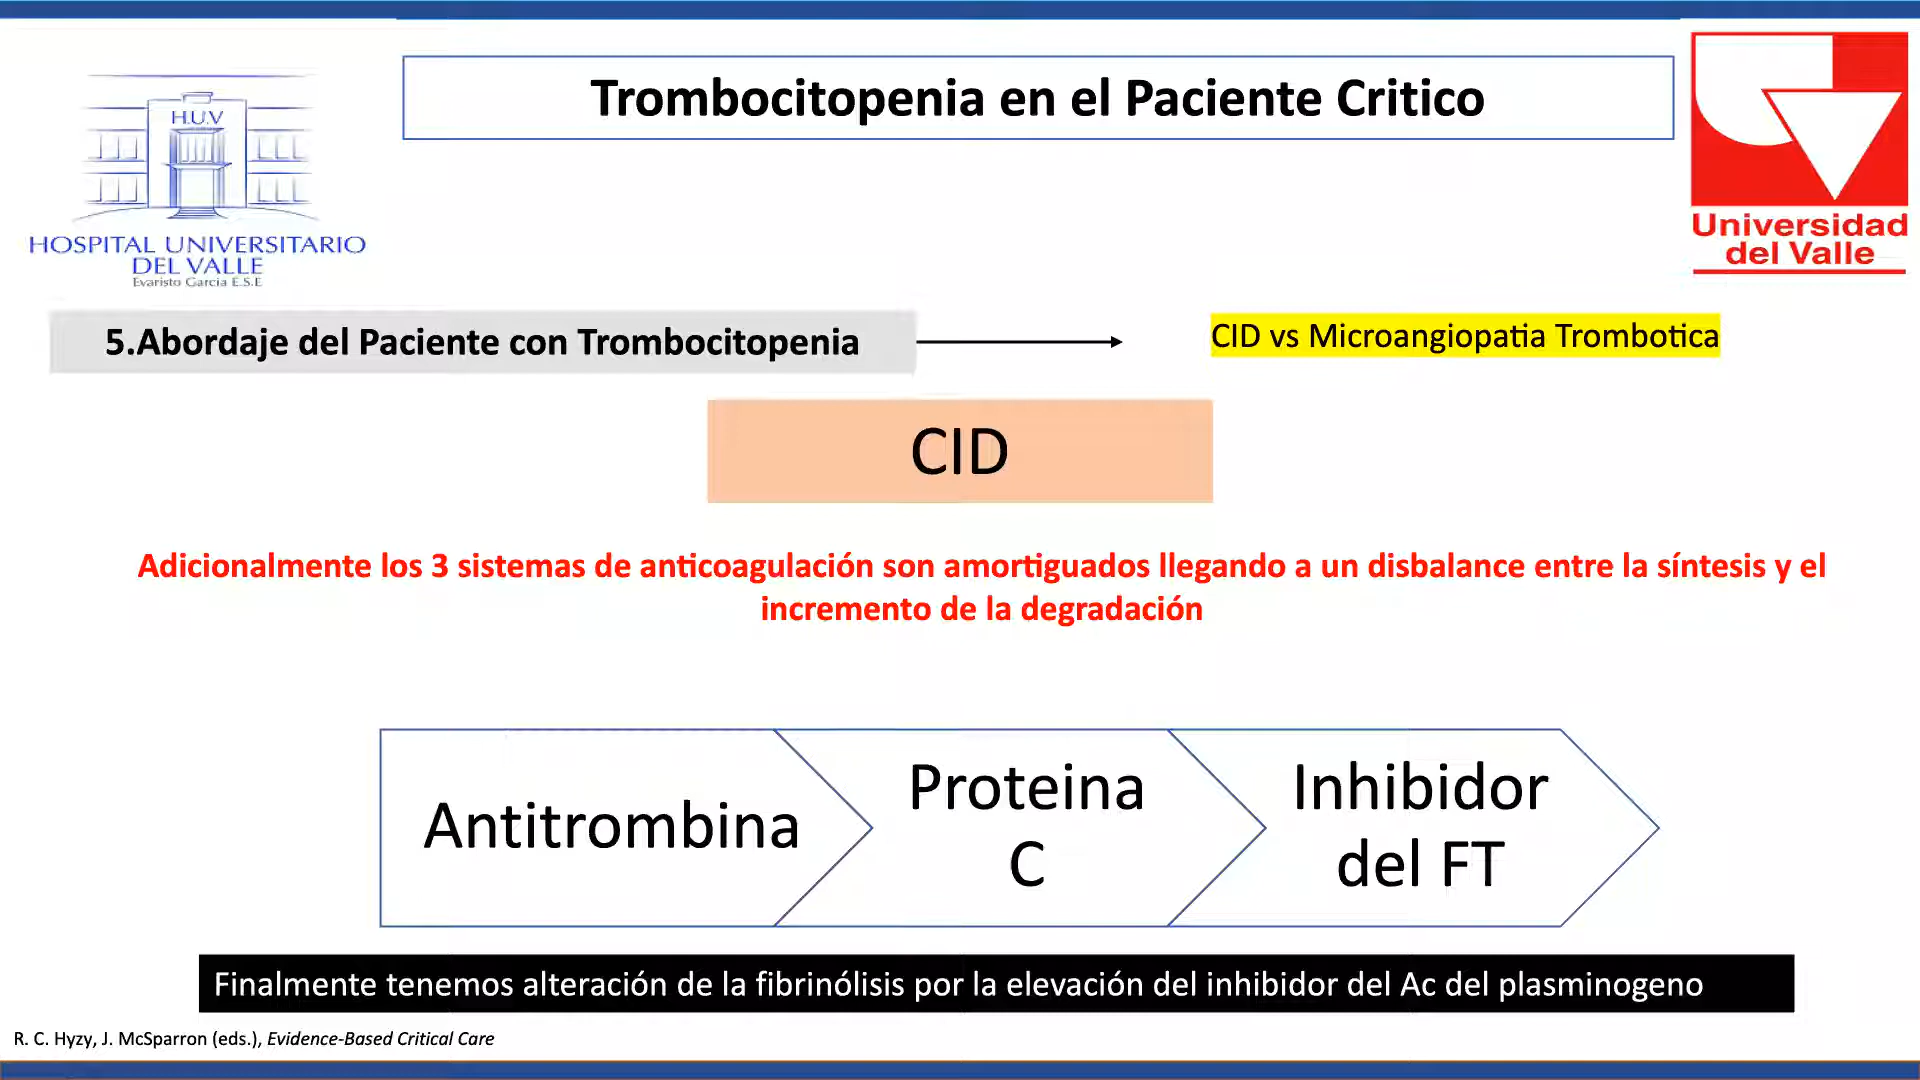 Trombocitopenia en el Paciente Critico
H.U.V
HOSPITAL UNIVERSITARIO
DEL VALLE
Evaristo Garcia E.S.E
Universidad
del Valle
5.Abordaje del Paciente con Trombocitopenia
CID vs Microangiopatia Trombotica
CID
Adicionalmente los 3 sistemas de anticoagulación son amortiguados llegando a un disbalance entre la síntesis y el
incremento de la degradación
Antitrombina
Proteina
C
Inhibidor
del FT
Finalmente tenemos alteración de la fibrinólisis por la elevación del inhibidor del Ac del plasminogeno
R. C. Hyzy, J. McSparron (eds.), Evidence-Based Critical Care